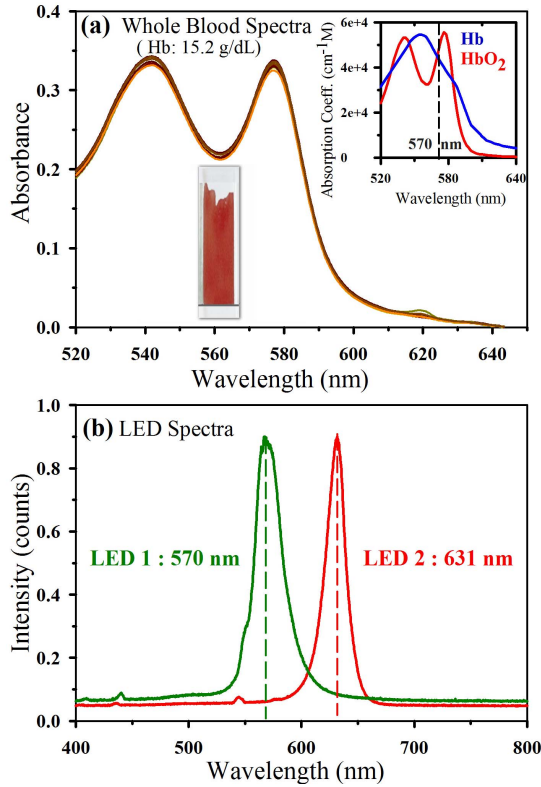 (a) Whole Blood Spectra
( Hb: 15.2 g/dL)
Absorbance
0.4
0.3
0.2
0.1
0.0
520 540 560 580 600 620 640
Wavelength (nm)
Absorption Coeff. (cm⁻¹M)
6e+4
4e+4
2e+4
0
Hb
HbO₂
570 nm
520 560 600 640
Wavelength (nm)
(b) LED Spectra
Intensity (counts)
1.0
0.8
0.6
0.4
0.2
0.0
LED 1 : 570 nm
LED 2 : 631 nm
400 500 600 700 800
Wavelength (nm)